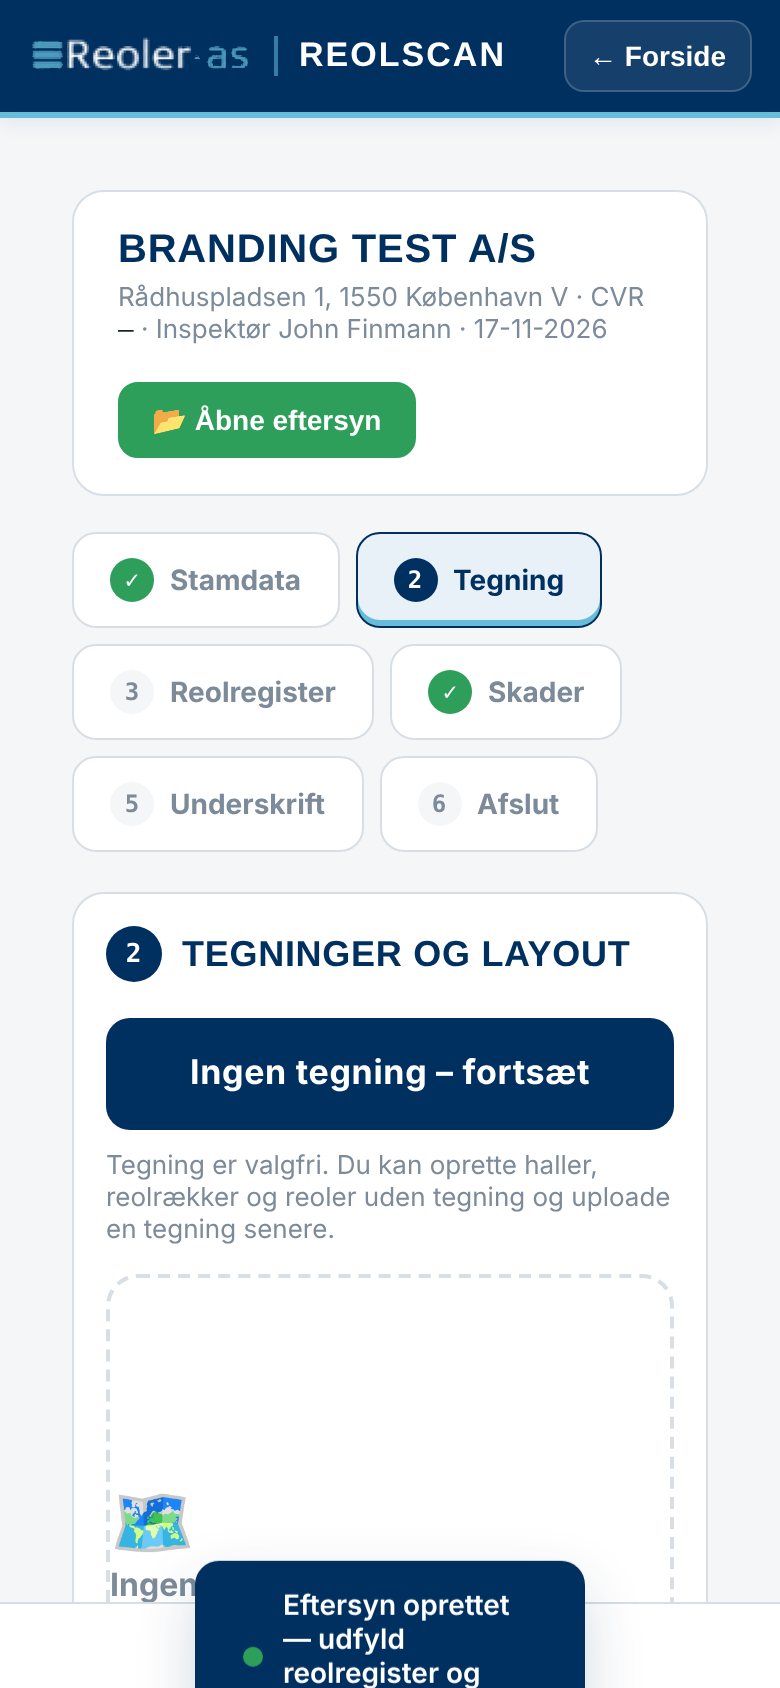 Reoler·as REOLSCAN ← Forside
BRANDING TEST A/S
Rådhuspladsen 1, 1550 København V · CVR
— · Inspektør John Finmann · 17-11-2026
Åbne eftersyn
✓ Stamdata
2 Tegning
3 Reolregister
✓ Skader
5 Underskrift
6 Afslut
2 TEGNINGER OG LAYOUT
Ingen tegning – fortsæt
Tegning er valgfri. Du kan oprette haller,
reolrækker og reoler uden tegning og uploade
en tegning senere.
Ingen
Eftersyn oprettet
— udfyld
reolregister og